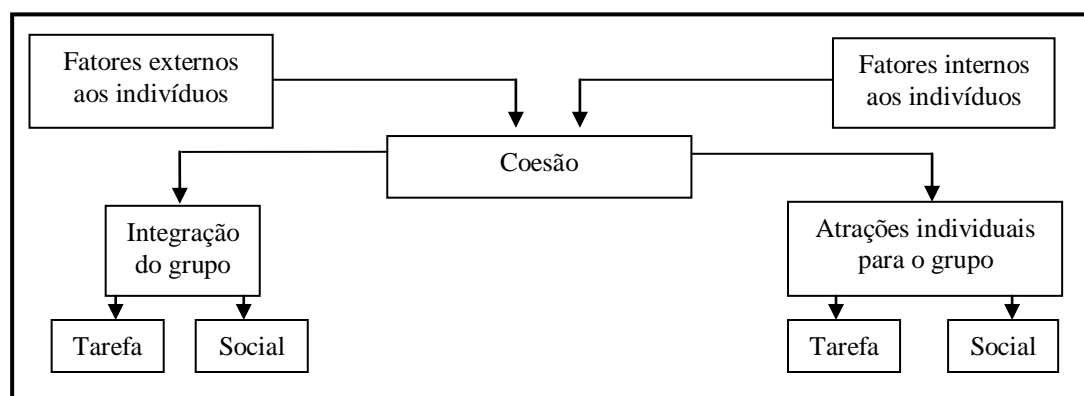 Fatores externos
aos indivíduos
Fatores internos
aos indivíduos
Coesão
Integração
do grupo
Atrações individuais
para o grupo
Tarefa
Social
Tarefa
Social